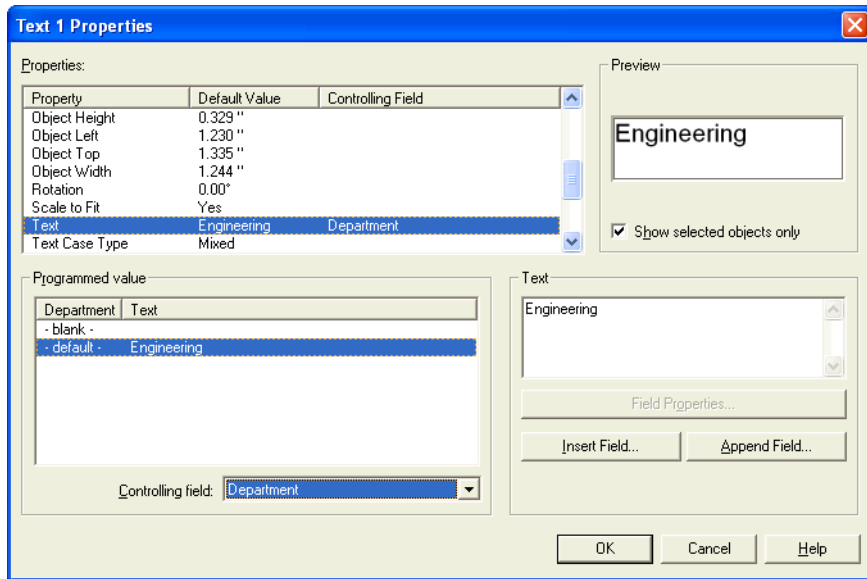 Text 1 Properties
Properties:
Property Default Value Controlling Field
Object Height 0.329 "
Object Left 1.230 "
Object Top 1.335 "
Object Width 1.244 "
Rotation 0.00°
Scale to Fit Yes
Text Engineering Department
Text Case Type Mixed
Preview
Engineering
Show selected objects only
Programmed value
Department Text
- blank -
- default - Engineering
Controlling field: Department
Text
Engineering
Field Properties...
Insert Field... Append Field...
OK Cancel Help